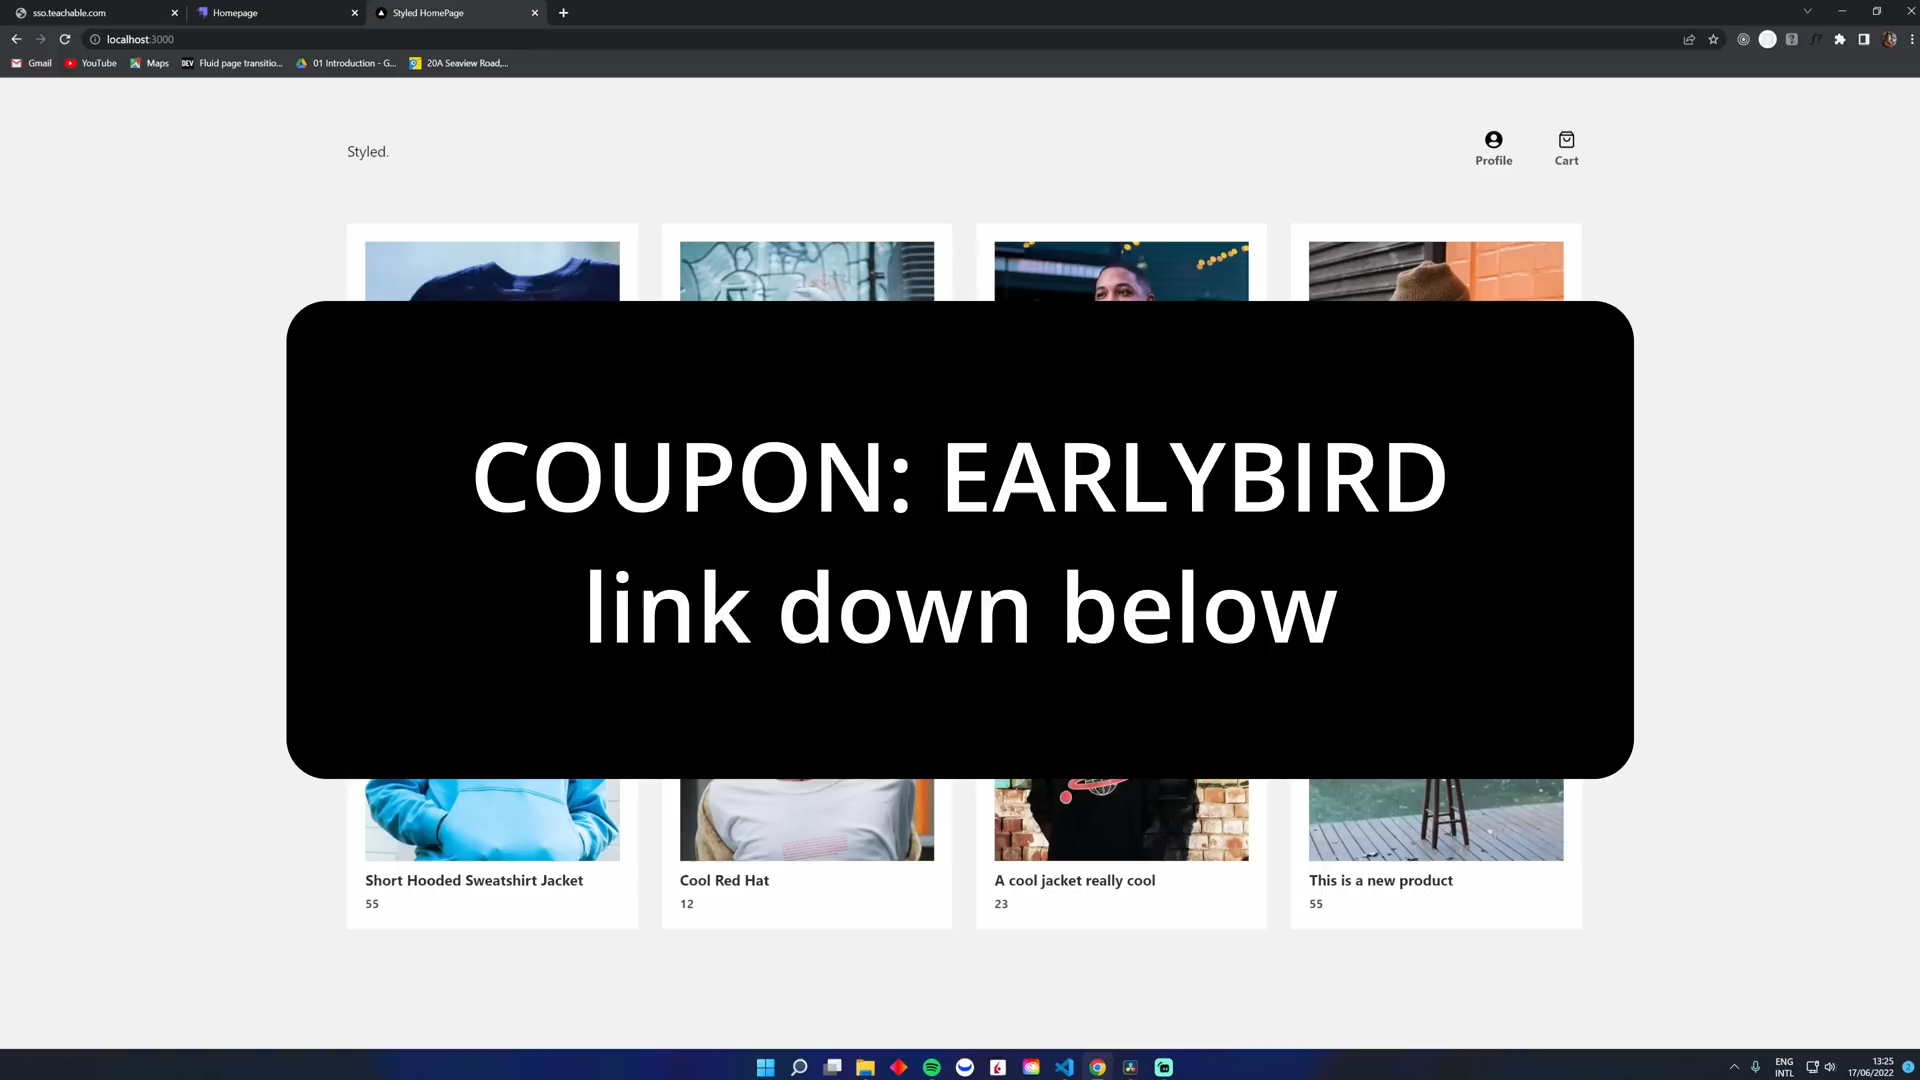 sso.teachable.com
Homepage
Styled HomePage
localhost:3000
Gmail
YouTube
Maps
DEV
Fluid page transitio...
01 Introduction - G...
20A Seaview Road,...
Styled.
Profile
Cart
COUPON: EARLYBIRD
link down below
Short Hooded Sweatshirt Jacket
55
Cool Red Hat
12
A cool jacket really cool
23
This is a new product
55
ENG
INTL
13:25
17/06/2022
2